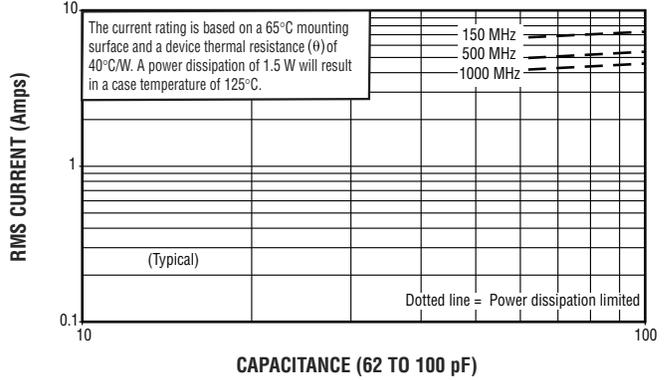 10
The current rating is based on a 65°C mounting
surface and a device thermal resistance (θ) of
40°C/W. A power dissipation of 1.5 W will result
in a case temperature of 125°C.
150 MHz
500 MHz
1000 MHz
RMS CURRENT (Amps)
1
(Typical)
Dotted line = Power dissipation limited
0.1
10
100
CAPACITANCE (62 TO 100 pF)